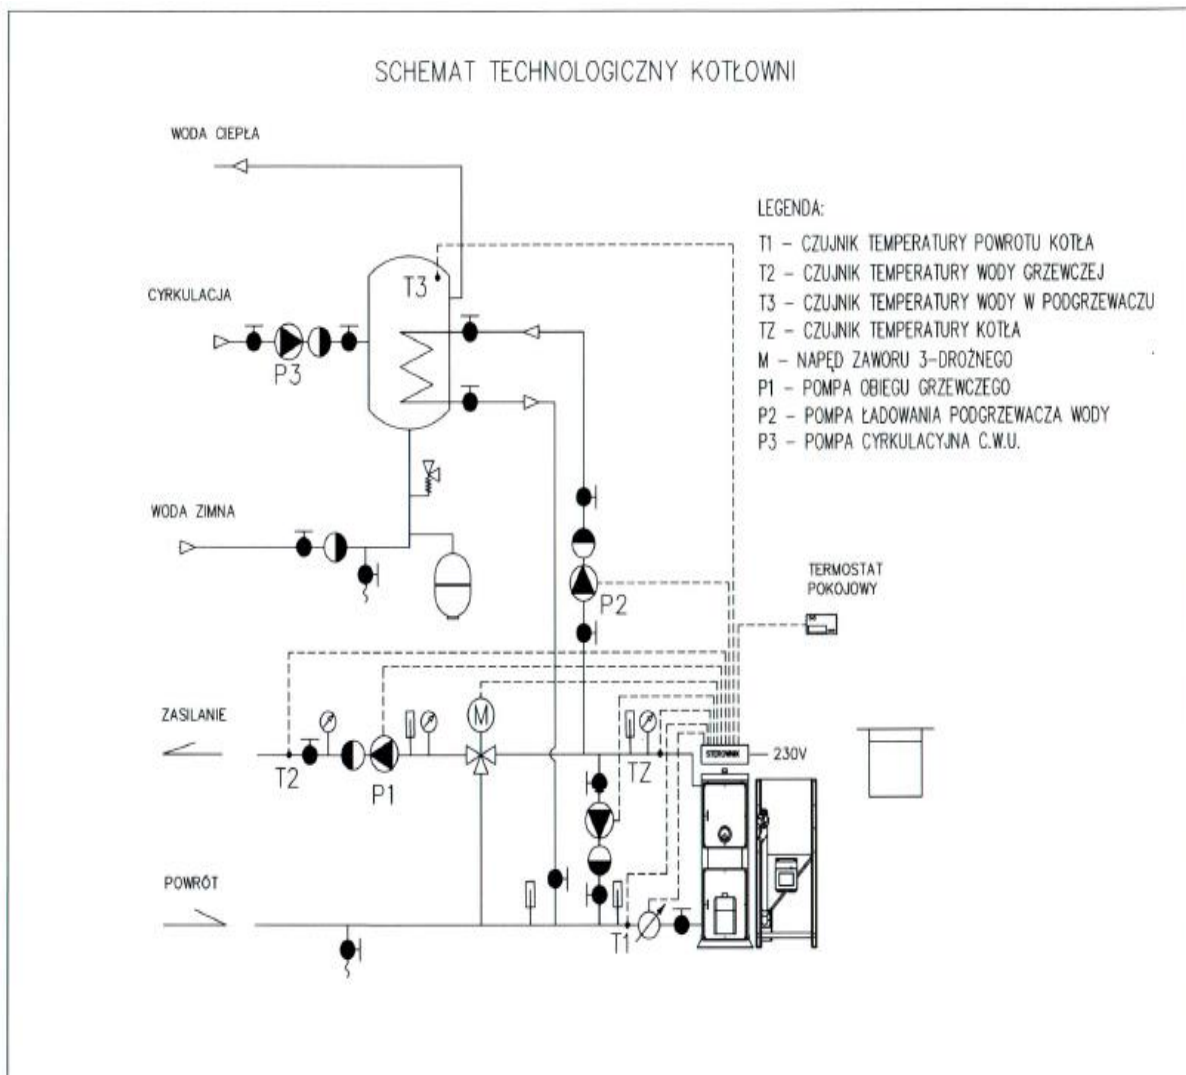 SCHEMAT TECHNOLOGICZNY KOTŁOWNI
WODA CIEPŁA
LEGENDA:
T1 – CZUJNIK TEMPERATURY POWROTU KOTŁA
T2 – CZUJNIK TEMPERATURY WODY GRZEWCZEJ
T3 – CZUJNIK TEMPERATURY WODY W PODGRZEWACZU
TZ – CZUJNIK TEMPERATURY KOTŁA
M – NAPĘD ZAWORU 3-DROŻNEGO
P1 – POMPA OBIEGU GRZEWCZEGO
P2 – POMPA ŁADOWANIA PODGRZEWACZA WODY
P3 – POMPA CYRKULACYJNA C.W.U.
T3
CYRKULACJA
P3
WODA ZIMNA
P2
TERMOSTAT
POKOJOWY
ZASILANIE
M
T2
P1
TZ
STEROWNIK
230V
POWRÓT
T1